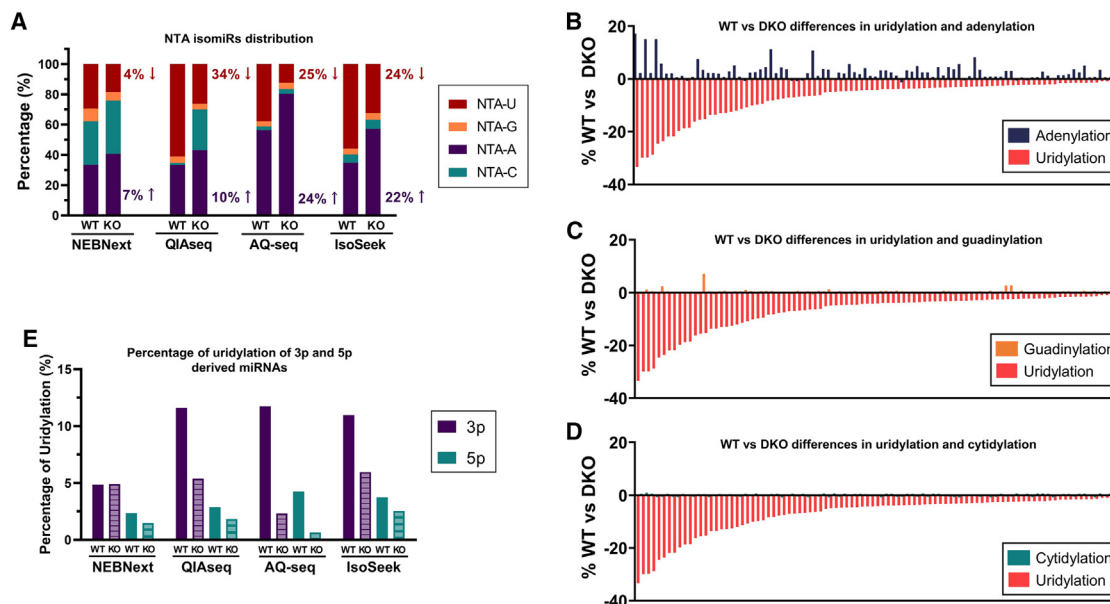 A
NTA isomiRs distribution
Percentage (%)
100
80
60
40
20
0
4% ↓
34% ↓
25% ↓
24% ↓
7% ↑
10% ↑
24% ↑
22% ↑
WT KO WT KO WT KO WT KO
NEBNext QIAseq AQ-seq IsoSeek
NTA-U
NTA-G
NTA-A
NTA-C
B
WT vs DKO differences in uridylation and adenylation
% WT vs DKO
20
0
-20
-40
Adenylation
Uridylation
C
WT vs DKO differences in uridylation and guadinylation
% WT vs DKO
20
0
-20
-40
Guadinylation
Uridylation
E
Percentage of uridylation of 3p and 5p
derived miRNAs
Percentage of Uridylation (%)
15
10
5
0
WT KO WT KO WT KO WT KO WT KO WT KO WT KO WT KO
NEBNext QIAseq AQ-seq IsoSeek
3p
5p
D
WT vs DKO differences in uridylation and cytidylation
% WT vs DKO
20
0
-20
-40
Cytidylation
Uridylation